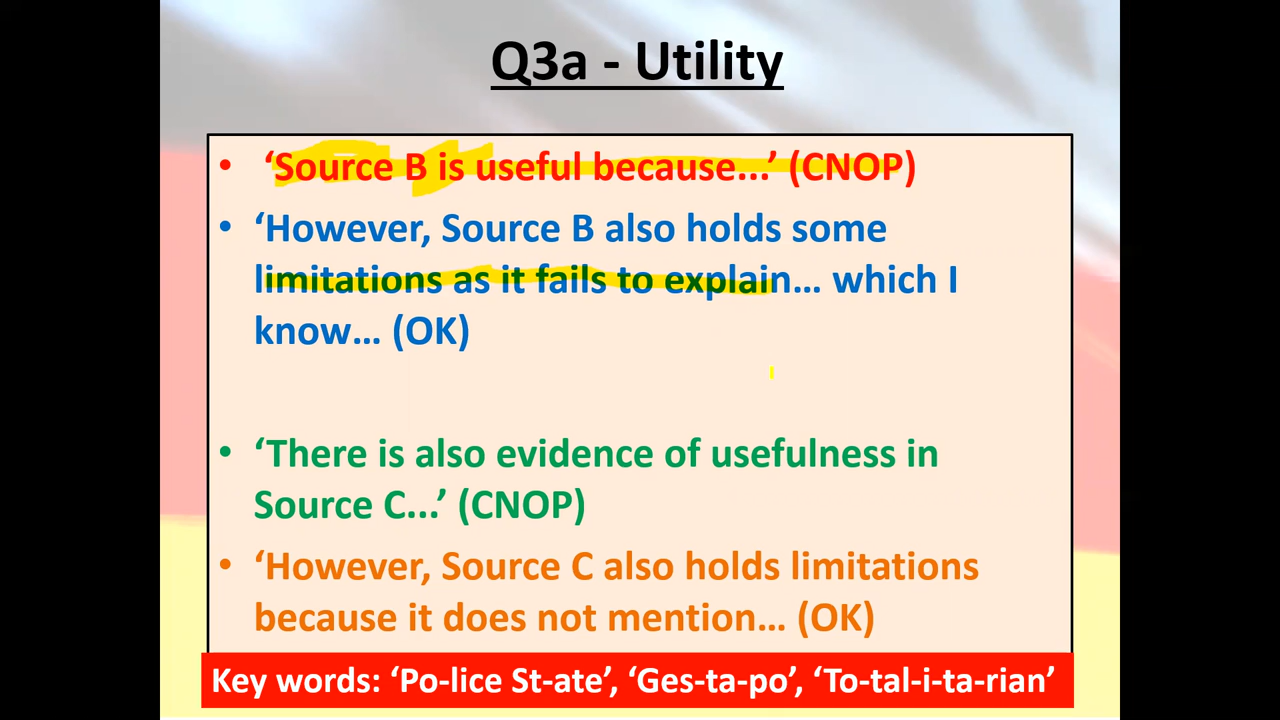 Q3a - Utility
• ‘Source B is useful because...’ (CNOP)
• ‘However, Source B also holds some
limitations as it fails to explain... which I
know... (OK)
• ‘There is also evidence of usefulness in
Source C...’ (CNOP)
• ‘However, Source C also holds limitations
because it does not mention... (OK)
Key words: ‘Po-lice St-ate’, ‘Ges-ta-po’, ‘To-tal-i-ta-rian’